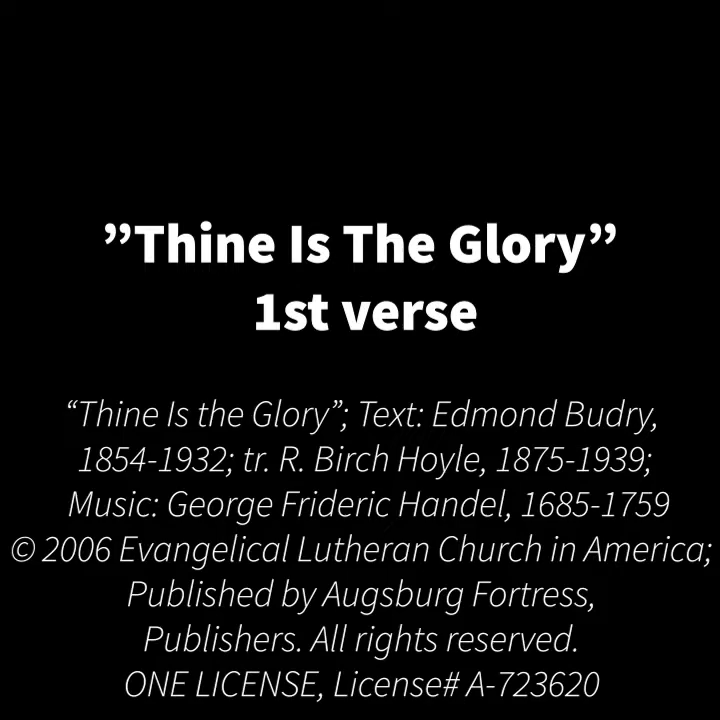 ”Thine Is The Glory”
1st verse
“Thine Is the Glory”; Text: Edmond Budry,
1854-1932; tr. R. Birch Hoyle, 1875-1939;
Music: George Frideric Handel, 1685-1759
© 2006 Evangelical Lutheran Church in America;
Published by Augsburg Fortress,
Publishers. All rights reserved.
ONE LICENSE, License# A-723620